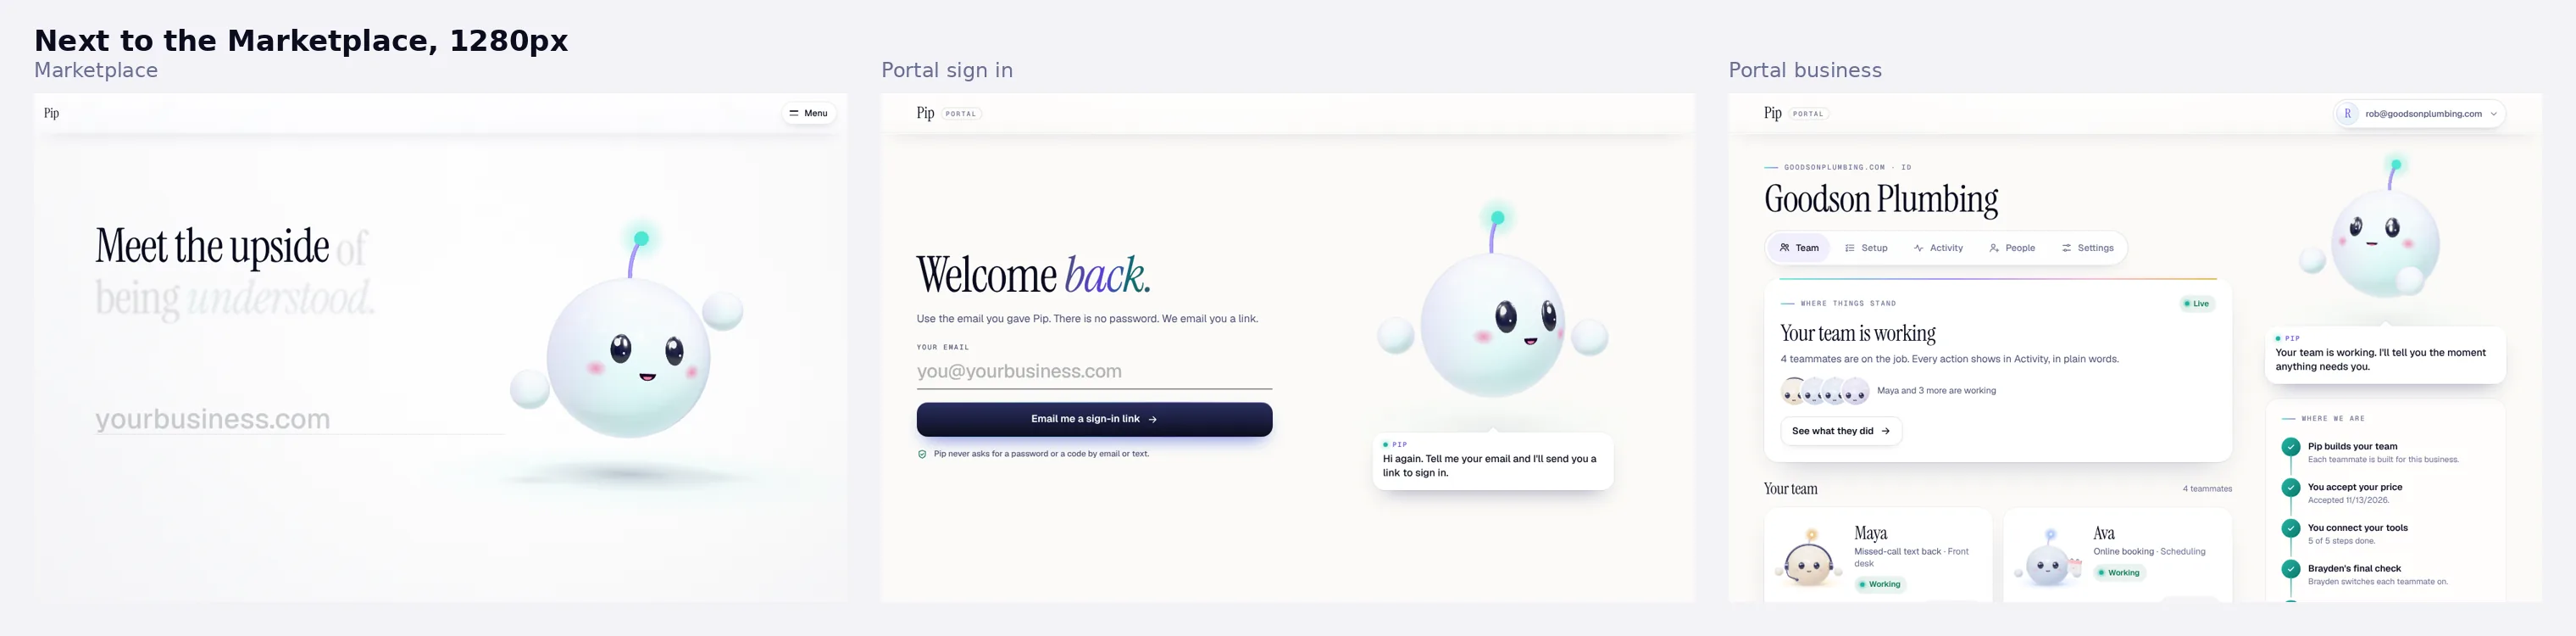 Next to the Marketplace, 1280px
Marketplace
Pip
Menu
Meet the upside of
being understood.
yourbusiness.com
Portal sign in
Pip PORTAL
Welcome back.
Use the email you gave Pip. There is no password. We email you a link.
YOUR EMAIL
you@yourbusiness.com
Email me a sign-in link →
Pip never asks for a password or a code by email or text.
PIP
Hi again. Tell me your email and I'll send you a
link to sign in.
Portal business
Pip PORTAL
R rob@goodsonplumbing.com
GOODSONPLUMBING.COM · ID
Goodson Plumbing
Team Setup Activity People Settings
WHERE THINGS STAND
Live
Your team is working
4 teammates are on the job. Every action shows in Activity, in plain words.
Maya and 3 more are working
See what they did →
Your team
4 teammates
Maya
Missed-call text back · Front
desk
Working
Ava
Online booking · Scheduling
Working
PIP
Your team is working. I'll tell you the moment
anything needs you.
WHERE WE ARE
Pip builds your team
Each teammate is built for this business.
You accept your price
Accepted 11/13/2026.
You connect your tools
5 of 5 steps done.
Brayden's final check
Brayden switches each teammate on.